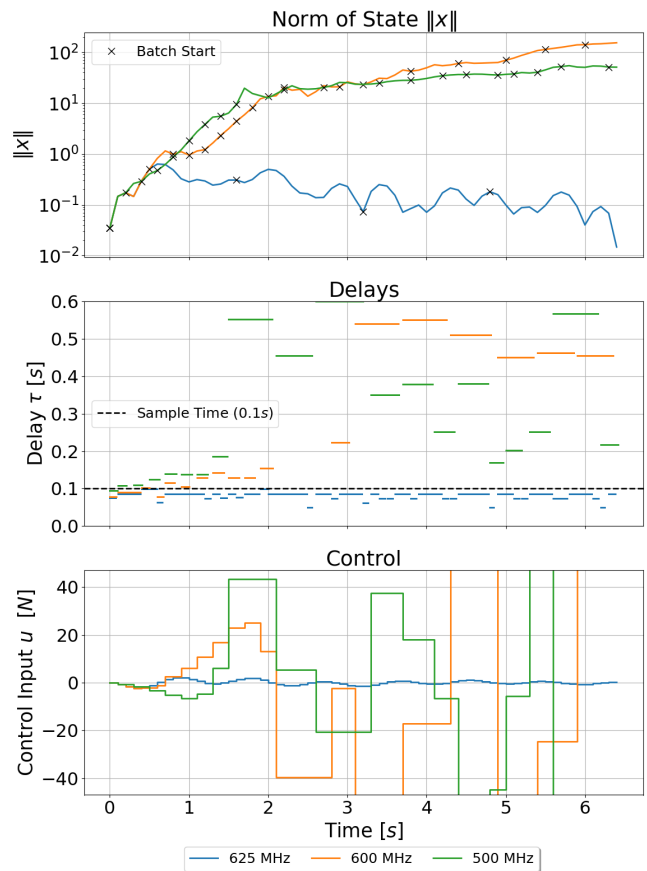 Norm of State ‖x‖
‖x‖
10²
10¹
10⁰
10⁻¹
10⁻²
Batch Start
Delays
Delay τ [s]
0.6
0.5
0.4
0.3
0.2
0.1
0.0
Sample Time (0.1s)
Control
Control Input u [N]
40
20
0
−20
−40
0 1 2 3 4 5 6
Time [s]
625 MHz 600 MHz 500 MHz